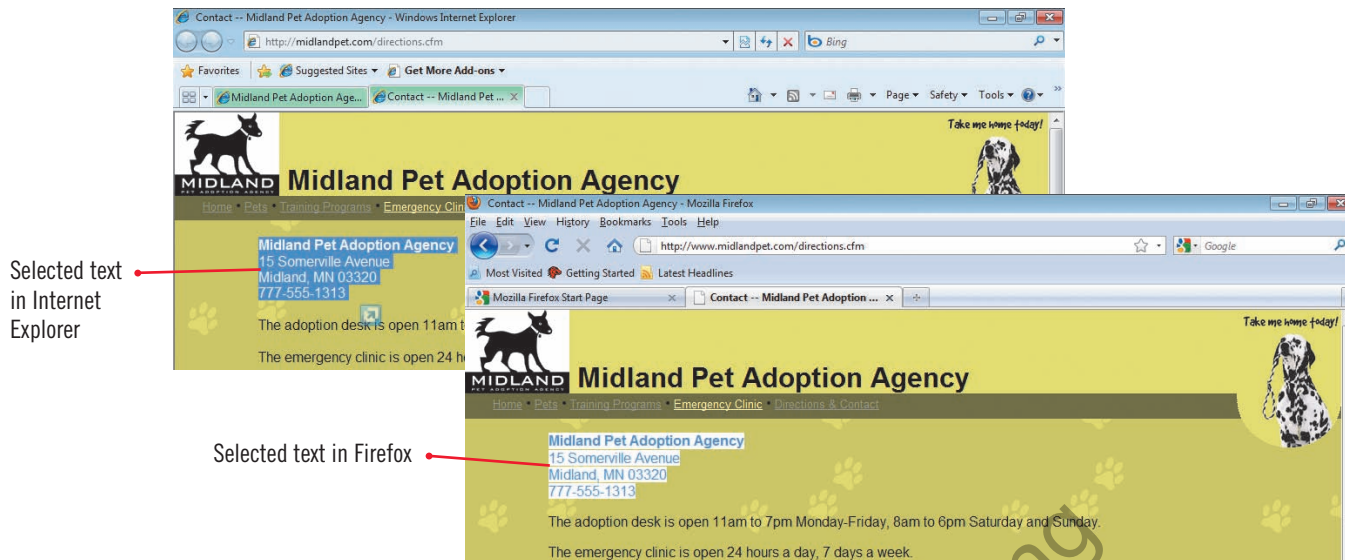 Contact -- Midland Pet Adoption Agency - Windows Internet Explorer
http://midlandpet.com/directions.cfm
Bing
Favorites
Suggested Sites
Get More Add-ons
Midland Pet Adoption Age...
Contact -- Midland Pet ...
Page
Safety
Tools
Take me home today!
MIDLAND
PET ADOPTION AGENCY
Midland Pet Adoption Agency
Home • Pets • Training Programs • Emergency Clin
Midland Pet Adoption Agency
15 Somerville Avenue
Midland, MN 03320
777-555-1313
The adoption desk is open 11am t
The emergency clinic is open 24 h
Selected text
in Internet
Explorer
Contact -- Midland Pet Adoption Agency - Mozilla Firefox
File Edit View History Bookmarks Tools Help
http://www.midlandpet.com/directions.cfm
Google
Most Visited
Getting Started
Latest Headlines
Mozilla Firefox Start Page
Contact -- Midland Pet Adoption ...
Take me home today!
MIDLAND
PET ADOPTION AGENCY
Midland Pet Adoption Agency
Home • Pets • Training Programs • Emergency Clinic • Directions & Contact
Midland Pet Adoption Agency
15 Somerville Avenue
Midland, MN 03320
777-555-1313
The adoption desk is open 11am to 7pm Monday-Friday, 8am to 6pm Saturday and Sunday.
The emergency clinic is open 24 hours a day, 7 days a week.
Selected text in Firefox